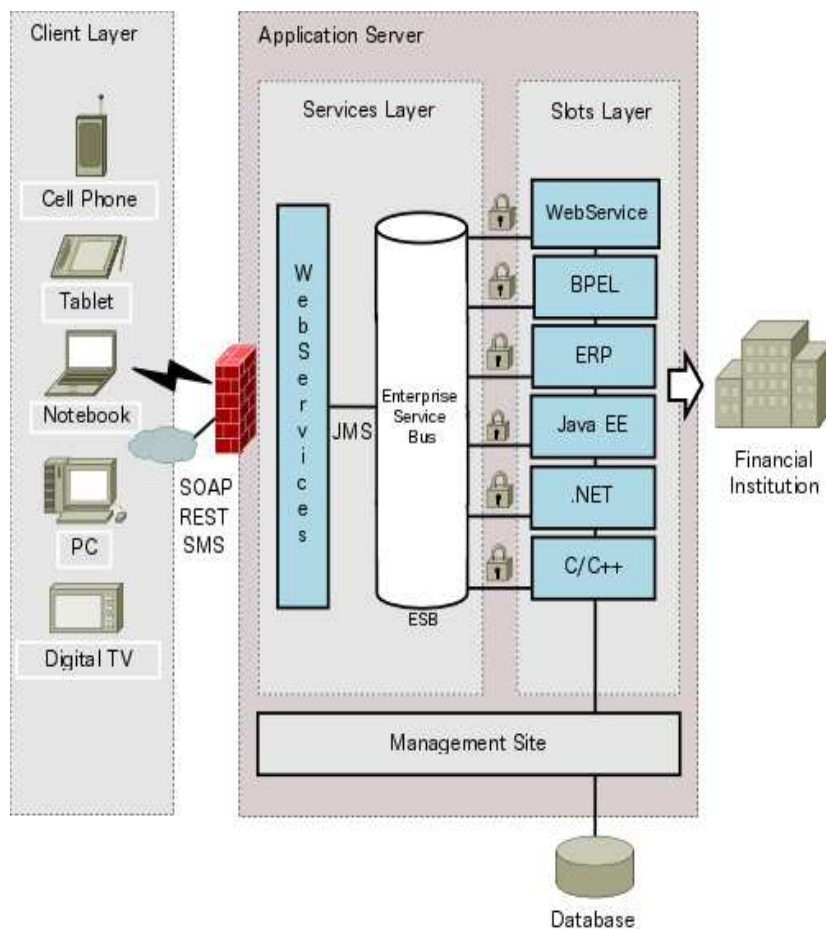 Client Layer
Cell Phone
Tablet
Notebook
PC
Digital TV
SOAP
REST
SMS
Application Server
Services Layer
WebServices
JMS
Enterprise
Service
Bus
ESB
Slots Layer
WebService
BPEL
ERP
Java EE
.NET
C/C++
Management Site
Financial
Institution
Database